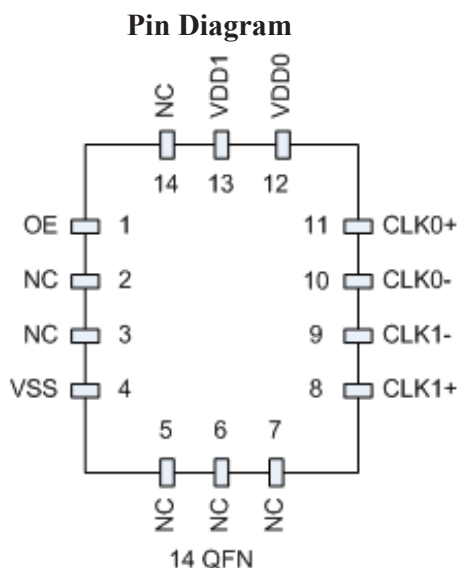 Pin Diagram
NC VDD1 VDD0
14 13 12
OE 1 11 CLK0+
NC 2 10 CLK0-
NC 3 9 CLK1-
VSS 4 8 CLK1+
5 6 7
NC NC NC
14 QFN